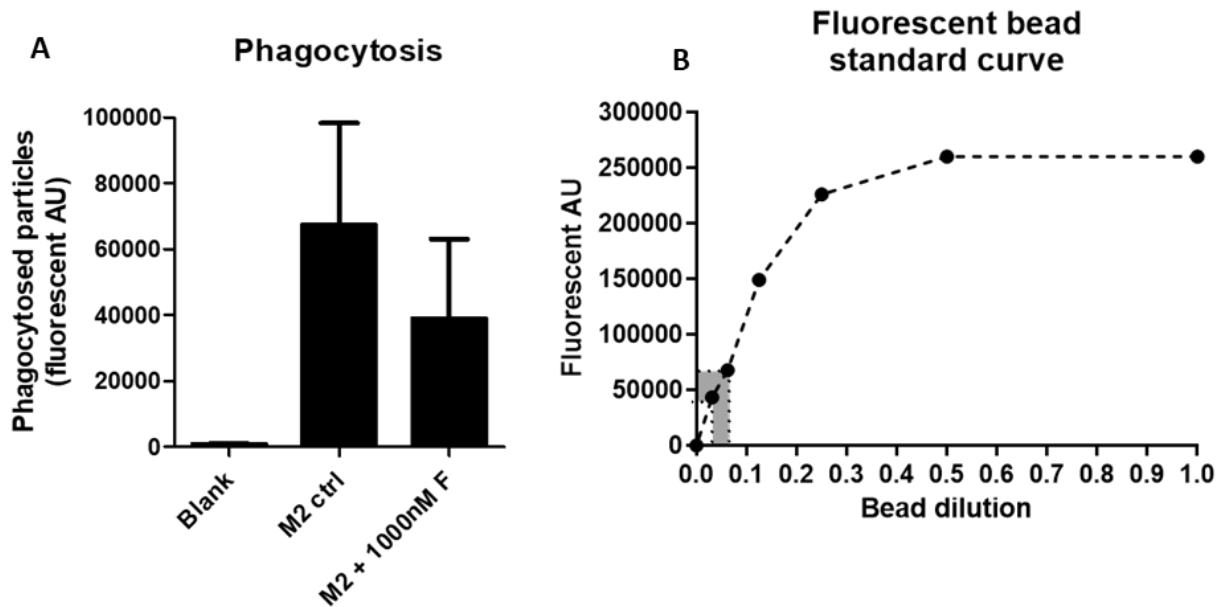 A
Phagocytosis
Phagocytosed particles
(fluorescent AU)
100000
80000
60000
40000
20000
0
Blank
M2 ctrl
M2 + 1000nM F
B
Fluorescent bead
standard curve
Fluorescent AU
300000
250000
200000
150000
100000
50000
0
0.0 0.1 0.2 0.3 0.4 0.5 0.6 0.7 0.8 0.9 1.0
Bead dilution